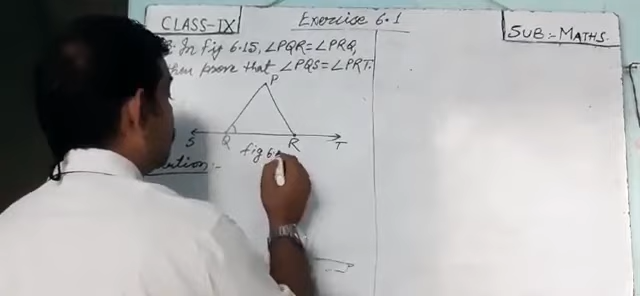 CLASS-IX
Exercise 6.1
SUB:- MATHS.
In fig 6.15, ∠PQR=∠PRQ,
then prove that ∠PQS=∠PRT.
P
S Q R T
fig 6.